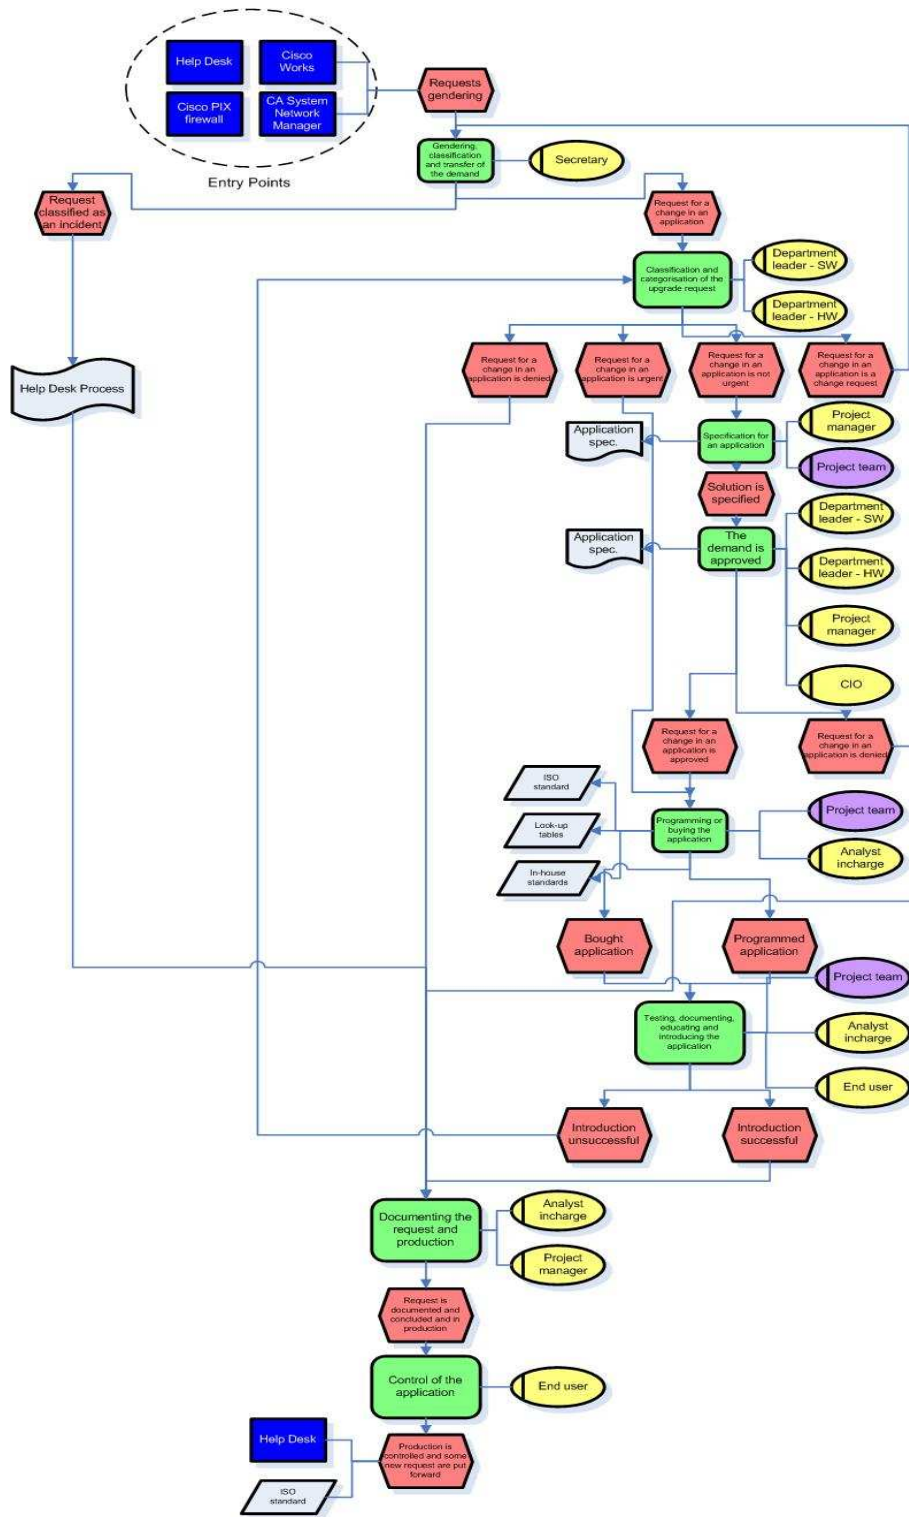 Help Desk
Cisco
Works
Cisco PIX
firewall
CA System
Network
Manager
Entry Points
Requests
gendering
Gendering,
classification
and transfer of
the demand
Secretary
Request
classified as
an incident
Request for a
change in an
application
Classification and
categorisation of the
upgrade request
Department
leader - SW
Department
leader - HW
Request for a
change in an
application is denied
Request for a
change in an
application is urgent
Request for a
change in an
application is not
urgent
Request for a
change in an
application is a
change request
Help Desk Process
Application
spec.
Specification for
an application
Project
manager
Project team
Solution is
specified
Application
spec.
The
demand is
approved
Department
leader - SW
Department
leader - HW
Project
manager
CIO
Request for a
change in an
application is
approved
Request for a
change in an
application is denied
ISO
standard
Look-up
tables
In-house
standards
Programming or
buying the
application
Project team
Analyst
incharge
Bought
application
Programmed
application
Project team
Testing, documenting,
educating and
introducing the
application
Analyst
incharge
End user
Introduction
unsuccessful
Introduction
successful
Documenting the
request and
production
Analyst
incharge
Project
manager
Request is
documented and
concluded and in
production
Control of the
application
End user
Help Desk
Production is
controlled and some
new request are put
forward
ISO
standard